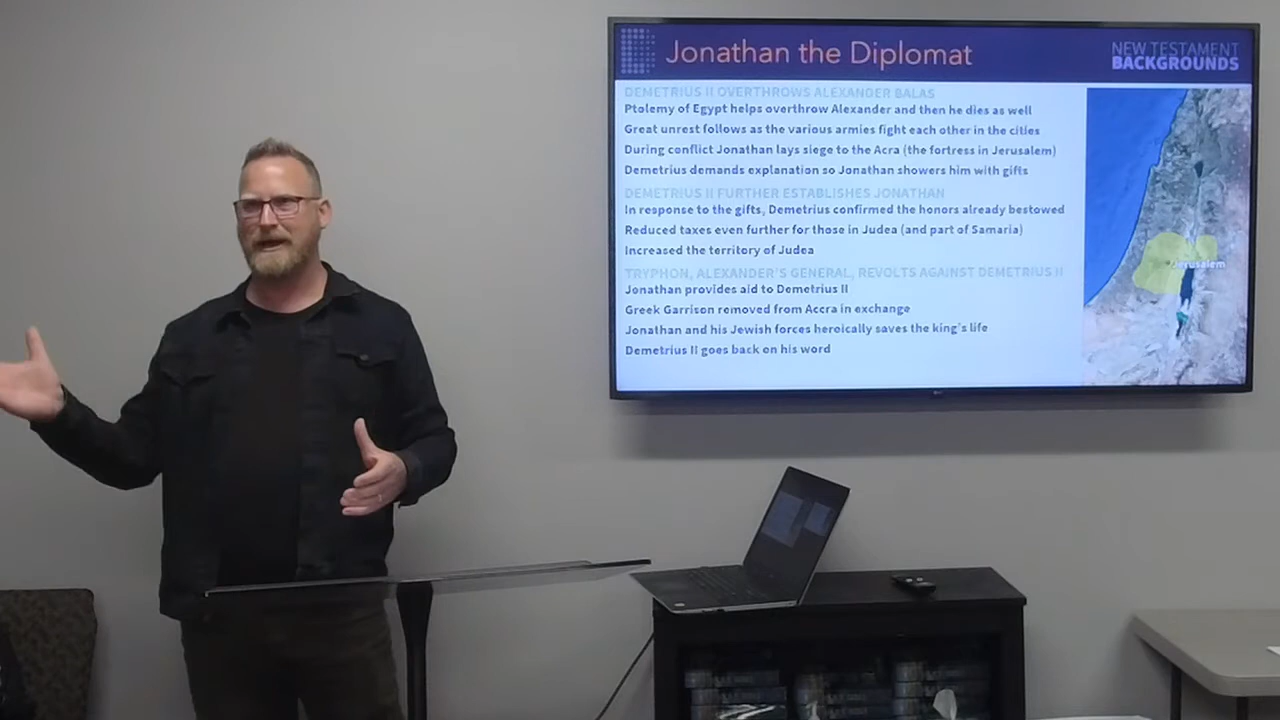 Jonathan the Diplomat
NEW TESTAMENT
BACKGROUNDS
DEMETRIUS II OVERTHROWS ALEXANDER BALAS
Ptolemy of Egypt helps overthrow Alexander and then he dies as well
Great unrest follows as the various armies fight each other in the cities
During conflict Jonathan lays siege to the Acra (the fortress in Jerusalem)
Demetrius demands explanation so Jonathan showers him with gifts
DEMETRIUS II FURTHER ESTABLISHES JONATHAN
In response to the gifts, Demetrius confirmed the honors already bestowed
Reduced taxes even further for those in Judea (and part of Samaria)
Increased the territory of Judea
TRYPHON, ALEXANDER'S GENERAL, REVOLTS AGAINST DEMETRIUS II
Jonathan provides aid to Demetrius II
Greek Garrison removed from Accra in exchange
Jonathan and his Jewish forces heroically saves the king's life
Demetrius II goes back on his word
Jerusalem